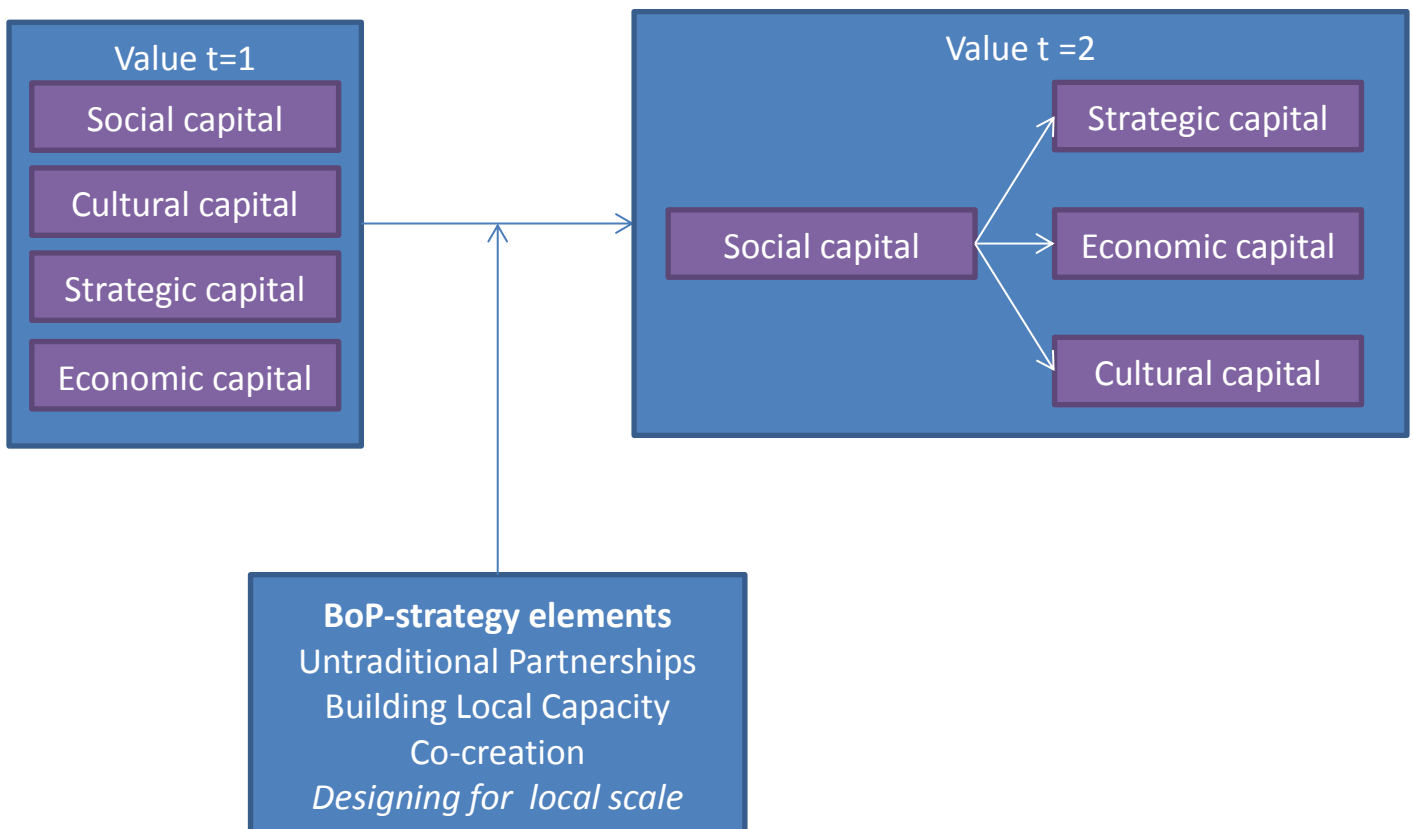 Value t=1
Social capital
Cultural capital
Strategic capital
Economic capital
Value t =2
Social capital
Strategic capital
Economic capital
Cultural capital
BoP-strategy elements
Untraditional Partnerships
Building Local Capacity
Co-creation
Designing for  local scale